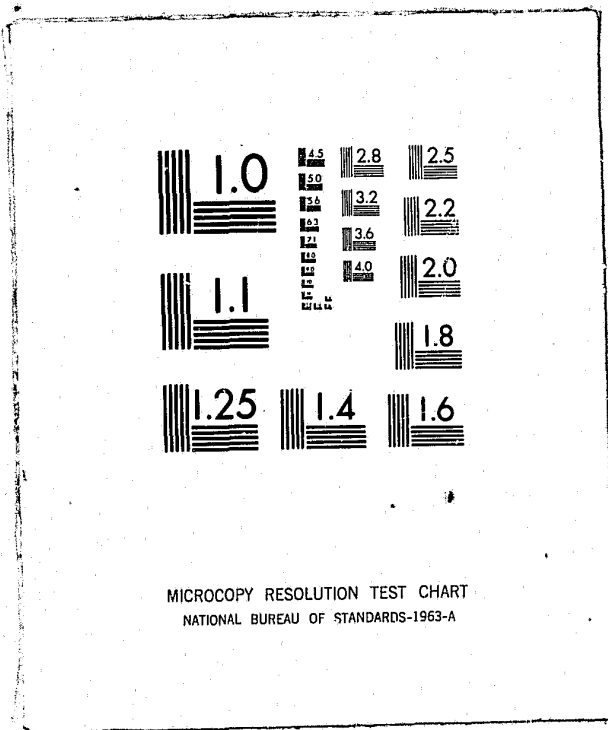 1.0
4.5 2.8 2.5
5.0
5.6 3.2 2.2
6.3
7.1 3.6
8.0 4.0 2.0
1.1
1.8
1.25 1.4 1.6
MICROCOPY RESOLUTION TEST CHART
NATIONAL BUREAU OF STANDARDS-1963-A